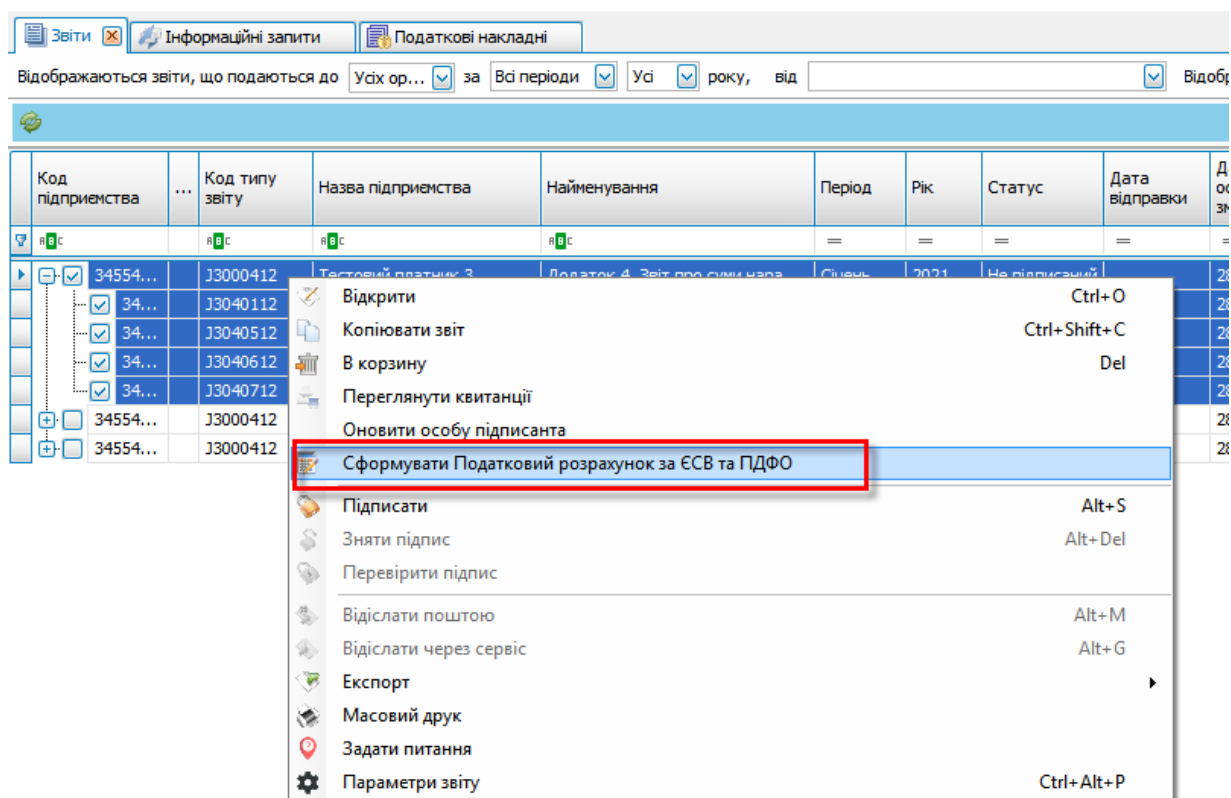 Звіти Інформаційні запити Податкові накладні
Відображаються звіти, що подаються до Усіх ор... за Всі періоди Усі року, від
Код підприємства ... Код типу звіту Назва підприємства Найменування Період Рік Статус Дата відправки
ABC ABC ABC ABC = = = = =
34554... J3000412 Тестовий платник 3 Додаток 4. Звіт про суми нара... Січень 2021 Не підписаний 28
34... J3040112 28
34... J3040512 28
34... J3040612 28
34... J3040712 28
34554... J3000412 28
34554... J3000412 28
Відкрити Ctrl+O
Копіювати звіт Ctrl+Shift+C
В корзину Del
Переглянути квитанції
Оновити особу підписанта
Сформувати Податковий розрахунок за ЄСВ та ПДФО
Підписати Alt+S
Зняти підпис Alt+Del
Перевірити підпис
Відіслати поштою Alt+M
Відіслати через сервіс Alt+G
Експорт
Масовий друк
Задати питання
Параметри звіту Ctrl+Alt+P